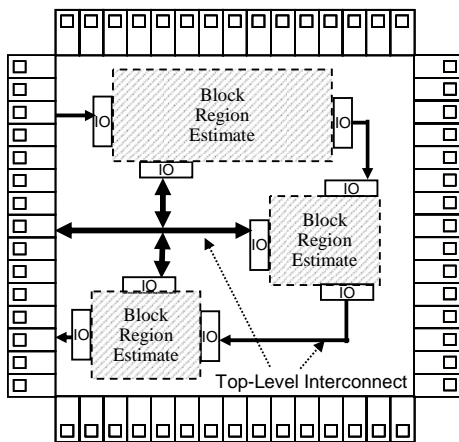 Block
Region
Estimate
IO
IO
IO
IO
Block
Region
Estimate
IO
IO
IO
Block
Region
Estimate
IO
IO
Top-Level Interconnect